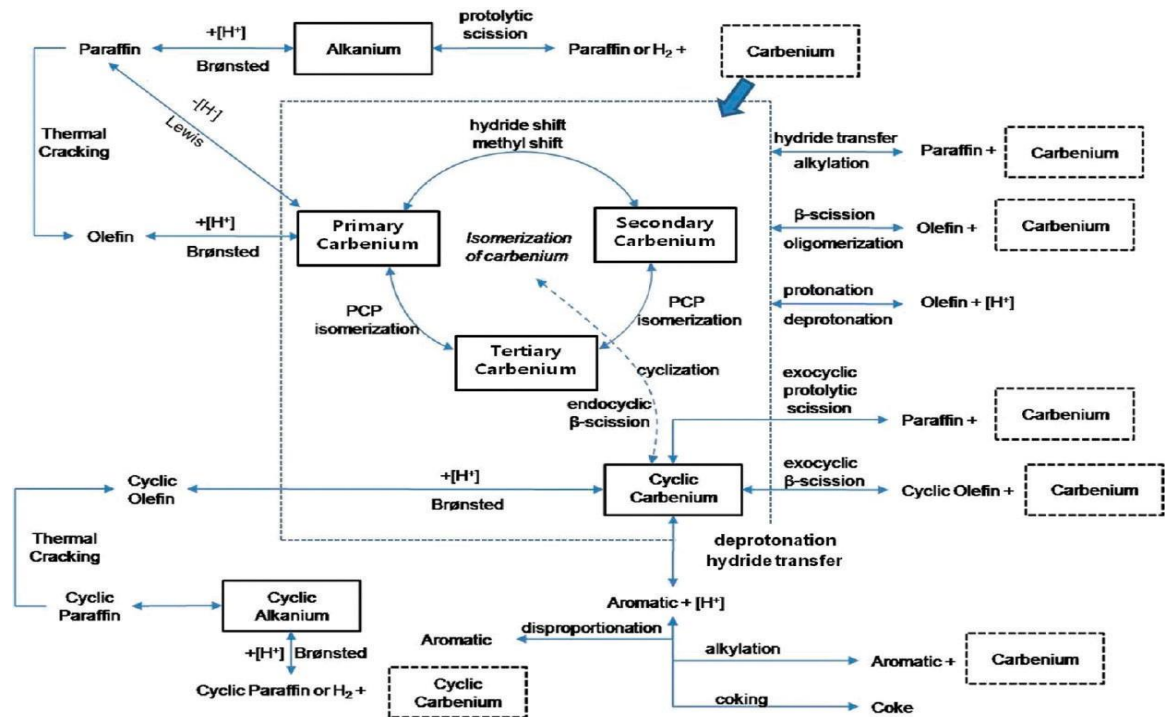 Paraffin
+[H⁺]
Brønsted
Alkanium
protolytic
scission
Paraffin or H₂ +
Carbenium
-[H⁻]
Lewis
Thermal
Cracking
hydride shift
methyl shift
hydride transfer
alkylation
Paraffin +
Carbenium
Olefin
+[H⁺]
Brønsted
Primary
Carbenium
Isomerization
of carbenium
Secondary
Carbenium
β-scission
oligomerization
Olefin +
Carbenium
PCP
isomerization
PCP
isomerization
protonation
deprotonation
Olefin + [H⁺]
Tertiary
Carbenium
cyclization
endocyclic
β-scission
exocyclic
protolytic
scission
Paraffin +
Carbenium
Cyclic
Olefin
+[H⁺]
Brønsted
Cyclic
Carbenium
exocyclic
β-scission
Cyclic Olefin +
Carbenium
Thermal
Cracking
deprotonation
hydride transfer
Cyclic
Paraffin
Cyclic
Alkanium
Aromatic + [H⁺]
+[H⁺] Brønsted
Aromatic
disproportionation
alkylation
Aromatic +
Carbenium
Cyclic Paraffin or H₂ +
Cyclic
Carbenium
coking
Coke